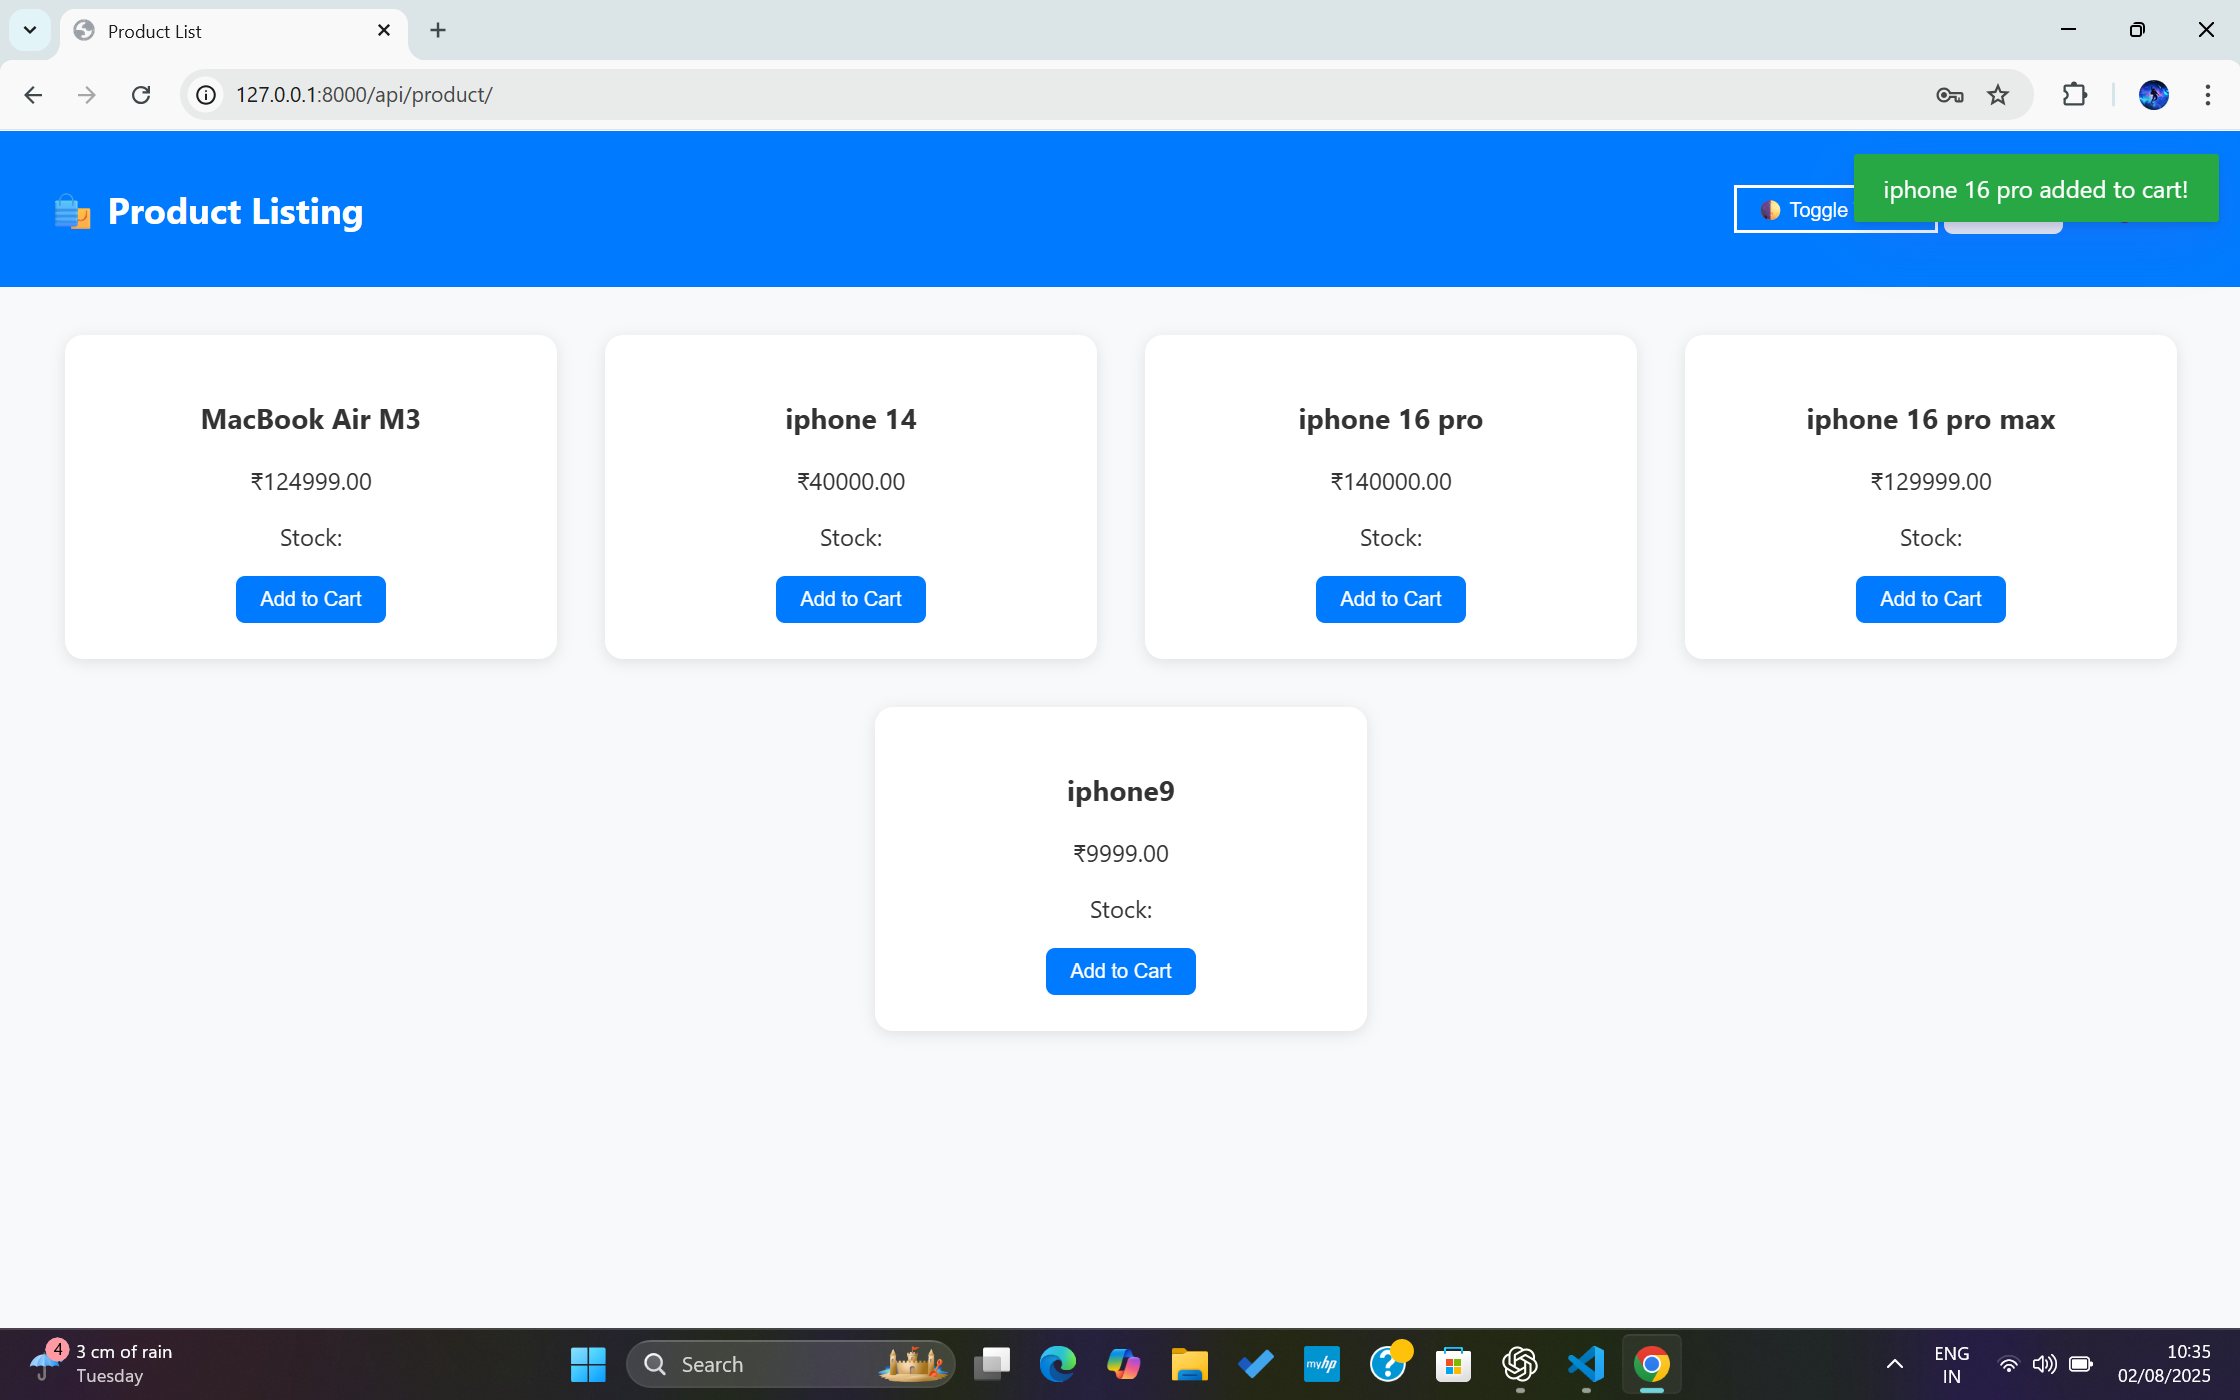 Product List
127.0.0.1:8000/api/product/
Product Listing
Toggle
iphone 16 pro added to cart!
MacBook Air M3
₹124999.00
Stock:
Add to Cart
iphone 14
₹40000.00
Stock:
Add to Cart
iphone 16 pro
₹140000.00
Stock:
Add to Cart
iphone 16 pro max
₹129999.00
Stock:
Add to Cart
iphone9
₹9999.00
Stock:
Add to Cart
4
3 cm of rain
Tuesday
Search
myhp
ENG
IN
10:35
02/08/2025